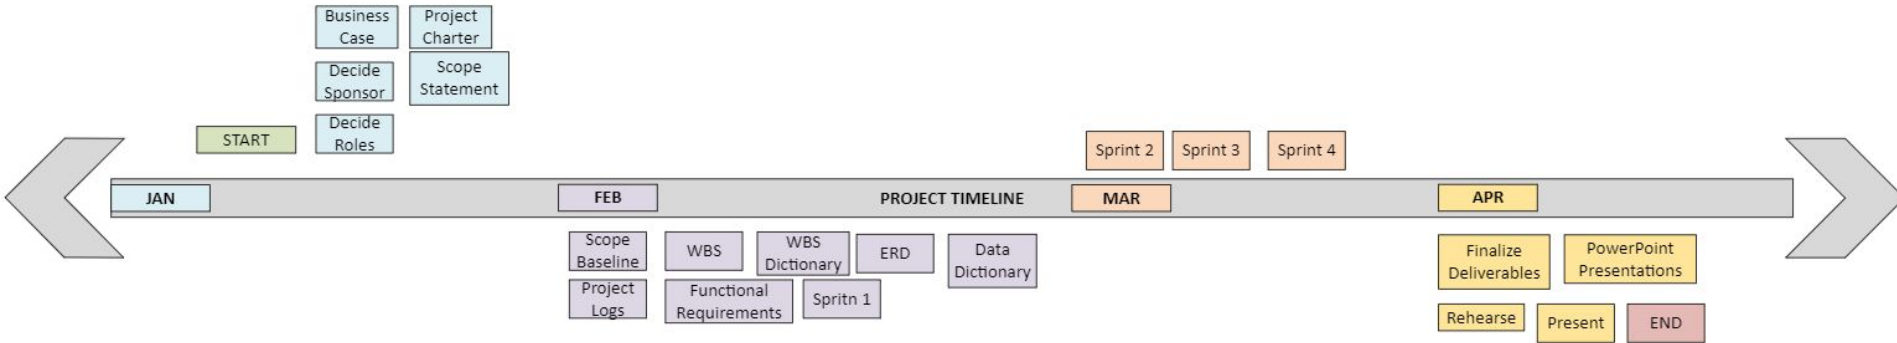 Business
Case
Project
Charter
Decide
Sponsor
Scope
Statement
START
Decide
Roles
Sprint 2
Sprint 3
Sprint 4
JAN
FEB
PROJECT TIMELINE
MAR
APR
Scope
Baseline
WBS
WBS
Dictionary
ERD
Data
Dictionary
Finalize
Deliverables
PowerPoint
Presentations
Project
Logs
Functional
Requirements
Spritn 1
Rehearse
Present
END